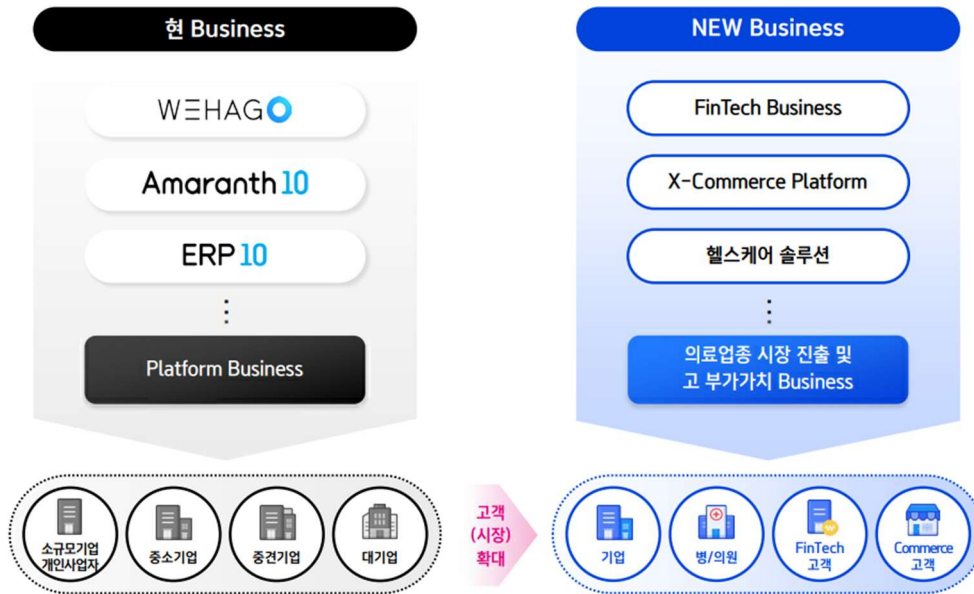 현 Business
WEHAGO
Amaranth 10
ERP 10
Platform Business
소규모기업
개인사업자
중소기업
중견기업
대기업
고객
(시장)
확대
NEW Business
FinTech Business
X-Commerce Platform
헬스케어 솔루션
의료업종 시장 진출 및
고 부가가치 Business
기업
병/의원
FinTech
고객
Commerce
고객